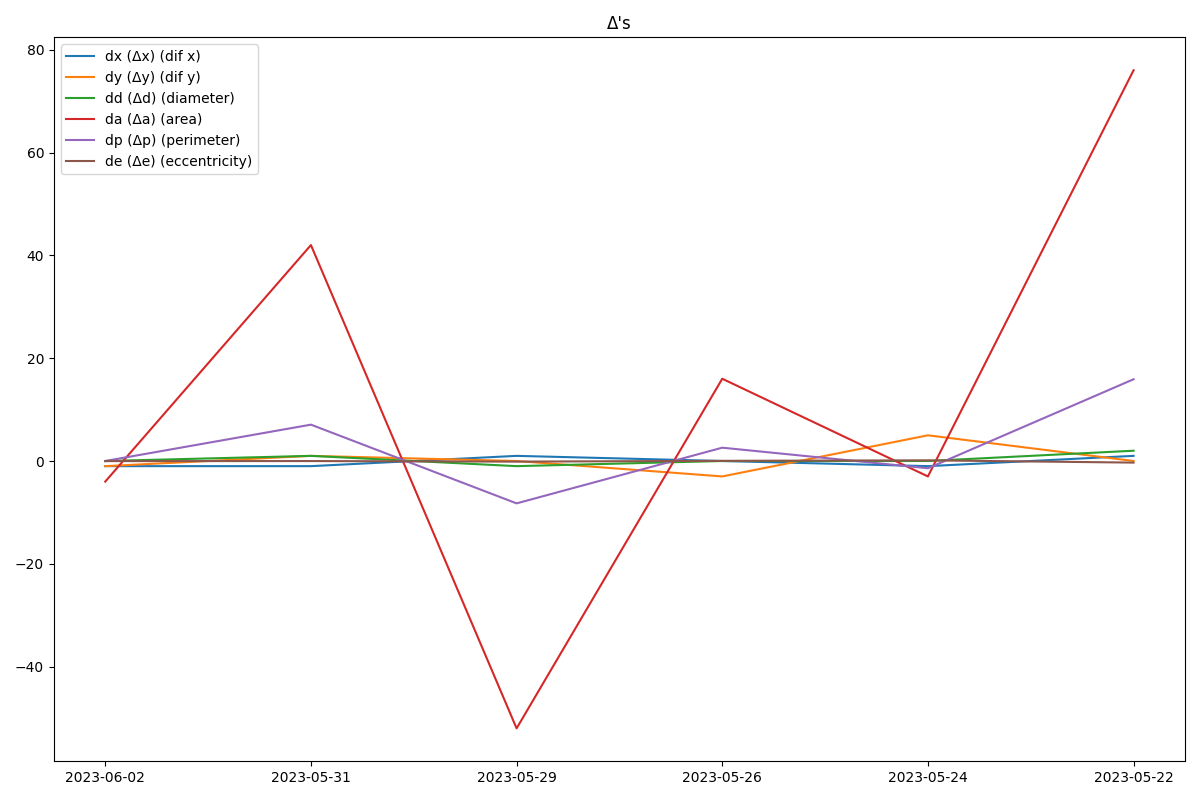 Δ's
dx (Δx) (dif x)
dy (Δy) (dif y)
dd (Δd) (diameter)
da (Δa) (area)
dp (Δp) (perimeter)
de (Δe) (eccentricity)
80
60
40
20
0
−20
−40
2023-06-02 2023-05-31 2023-05-29 2023-05-26 2023-05-24 2023-05-22